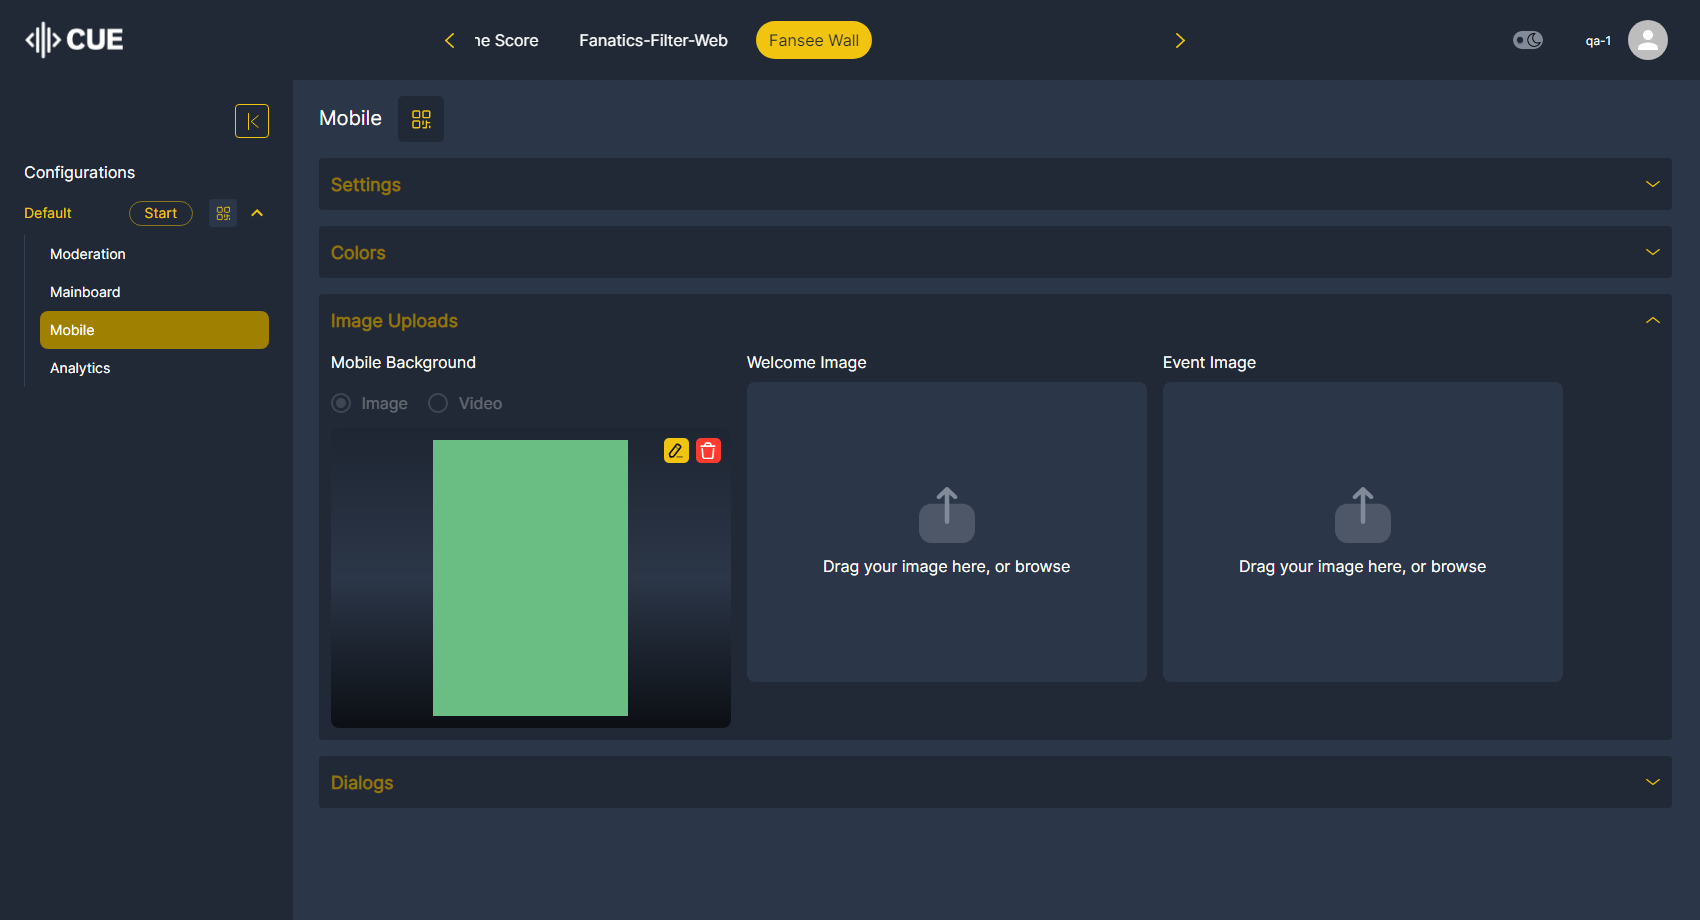 CUE
ne Score
Fanatics-Filter-Web
Fansee Wall
qa-1
Configurations
Default
Start
Moderation
Mainboard
Mobile
Analytics
Mobile
Settings
Colors
Image Uploads
Mobile Background
Image
Video
Welcome Image
Drag your image here, or browse
Event Image
Drag your image here, or browse
Dialogs